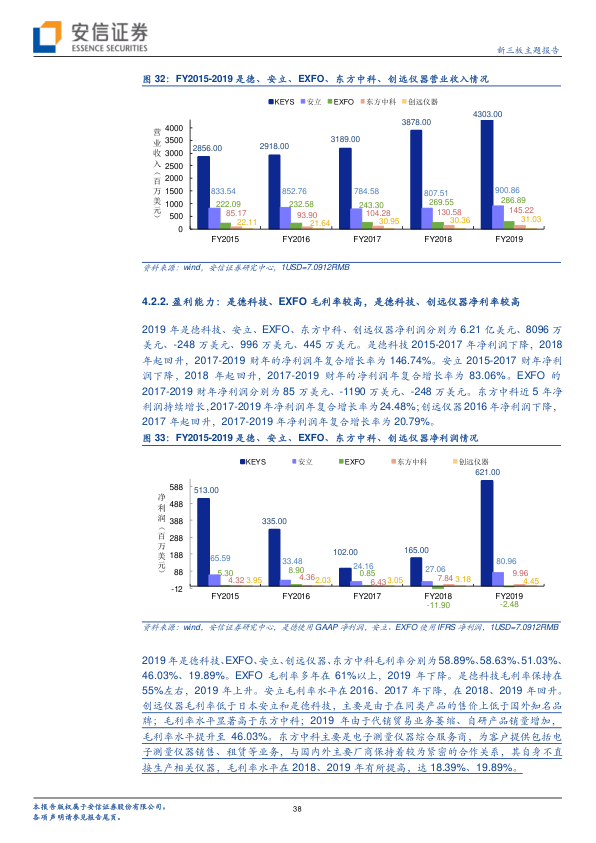 安信证券
ESSENCE SECURITIES
新三板主题报告
图 32：FY2015-2019 是德、安立、EXFO、东方中科、创远仪器营业收入情况
KEYS 安立 EXFO 东方中科 创远仪器
营业收入（百万美元）
4000
3500
3000
2500
2000
1500
1000
500
0
2856.00
833.54
222.09
85.17
22.11
2918.00
852.76
232.58
93.90
21.64
3189.00
784.58
243.30
104.28
30.95
3878.00
807.51
269.55
130.58
30.36
4303.00
900.86
286.89
145.22
31.03
FY2015 FY2016 FY2017 FY2018 FY2019
资料来源：wind，安信证券研究中心，1USD=7.0912RMB
4.2.2. 盈利能力：是德科技、EXFO 毛利率较高，是德科技、创远仪器净利率较高
2019 年是德科技、安立、EXFO、东方中科、创远仪器净利润分别为 6.21 亿美元、8096 万
美元、-248 万美元、996 万美元、445 万美元。是德科技 2015-2017 年净利润下降，2018
年起回升，2017-2019 财年的净利润年复合增长率为 146.74%。安立 2015-2017 财年净利
润下降，2018 年起回升，2017-2019 财年的净利润年复合增长率为 83.06%。EXFO 的
2017-2019 财年净利润分别为 85 万美元、-1190 万美元、-248 万美元。东方中科近 5 年净
利润持续增长，2017-2019 年净利润年复合增长率为 24.48%；创远仪器 2016 年净利润下降，
2017 年起回升，2017-2019 年净利润年复合增长率为 20.79%。
图 33：FY2015-2019 是德、安立、EXFO、东方中科、创远仪器净利润情况
KEYS 安立 EXFO 东方中科 创远仪器
净利润（百万美元）
588
488
388
288
188
88
-12
513.00
65.59
5.30
4.32
3.95
335.00
33.48
8.90
4.36
2.03
102.00
24.16
0.85
6.43
3.05
165.00
27.06
-11.90
7.84
3.18
621.00
80.96
-2.48
9.96
4.45
FY2015 FY2016 FY2017 FY2018 FY2019
资料来源：wind，安信证券研究中心，是德使用 GAAP 净利润，安立、EXFO 使用 IFRS 净利润，1USD=7.0912RMB
2019 年是德科技、EXFO、安立、创远仪器、东方中科毛利率分别为 58.89%、58.63%、51.03%、
46.03%、19.89%。EXFO 毛利率多年在 61%以上，2019 年下降。是德科技毛利率保持在
55%左右，2019 年上升。安立毛利率水平在 2016、2017 年下降，在 2018、2019 年回升。
创远仪器毛利率低于日本安立和是德科技，主要是由于在同类产品的售价上低于国外知名品
牌；毛利率水平显著高于东方中科；2019 年由于代销贸易业务萎缩、自研产品销量增加，
毛利率水平提升至 46.03%。东方中科主要是电子测量仪器综合服务商，为客户提供包括电
子测量仪器销售、租赁等业务，与国内外主要厂商保持着较为紧密的合作关系，其自身不直
接生产相关仪器，毛利率水平在 2018、2019 年有所提高，达 18.39%、19.89%。
本报告版权属于安信证券股份有限公司。
各项声明请参见报告尾页。
38